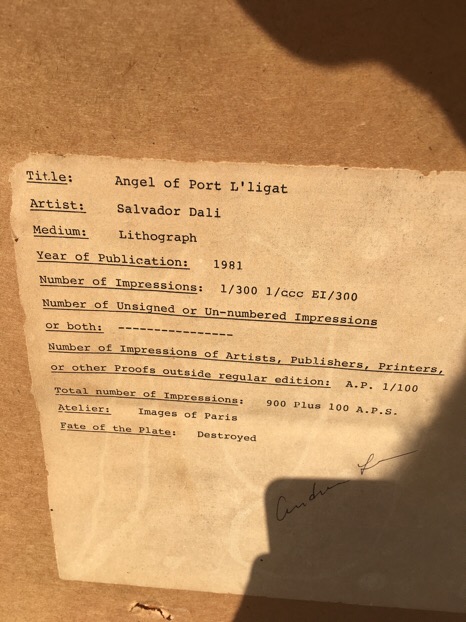 Title: Angel of Port L'ligat
Artist: Salvador Dali
Medium: Lithograph
Year of Publication: 1981
Number of Impressions: 1/300 1/ccc EI/300
Number of Unsigned or Un-numbered Impressions
or both: ----------------
Number of Impressions of Artists, Publishers, Printers,
or other Proofs outside regular edition: A.P. 1/100
Total number of Impressions: 900 Plus 100 A.P.S.
Atelier: Images of Paris
Fate of the Plate: Destroyed